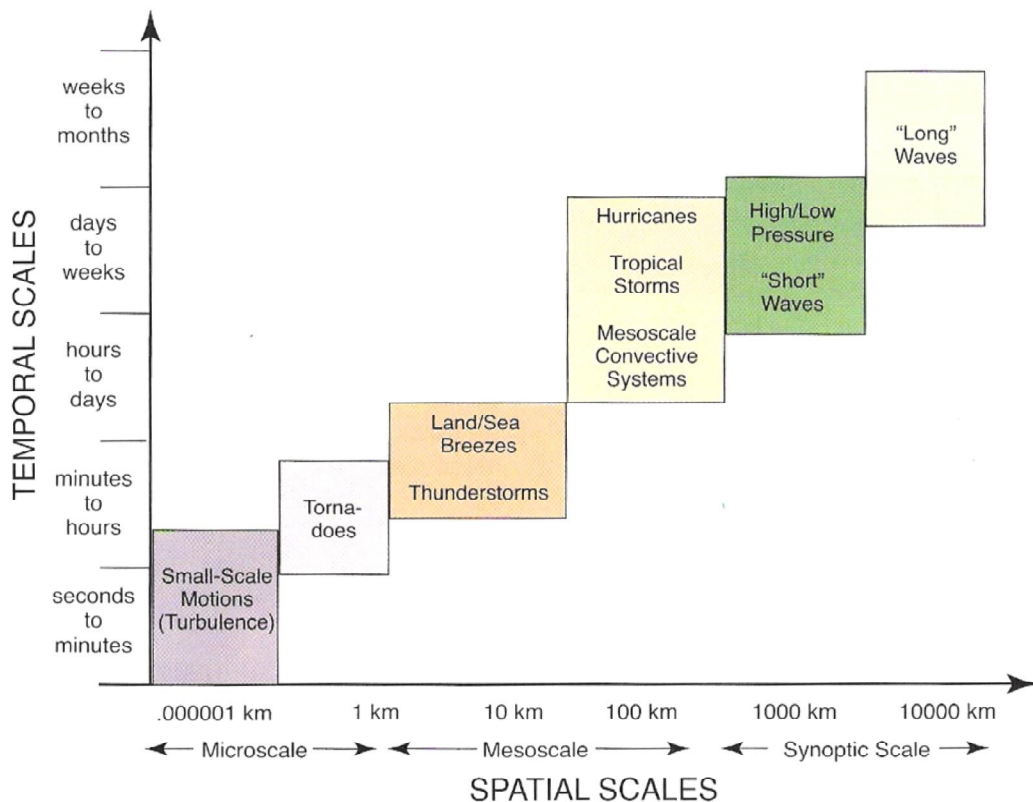 TEMPORAL SCALES
weeks
to
months
days
to
weeks
hours
to
days
minutes
to
hours
seconds
to
minutes
"Long"
Waves
High/Low
Pressure
"Short"
Waves
Hurricanes
Tropical
Storms
Mesoscale
Convective
Systems
Land/Sea
Breezes
Thunderstorms
Torna-
does
Small-Scale
Motions
(Turbulence)
.000001 km 1 km 10 km 100 km 1000 km 10000 km
Microscale Mesoscale Synoptic Scale
SPATIAL SCALES